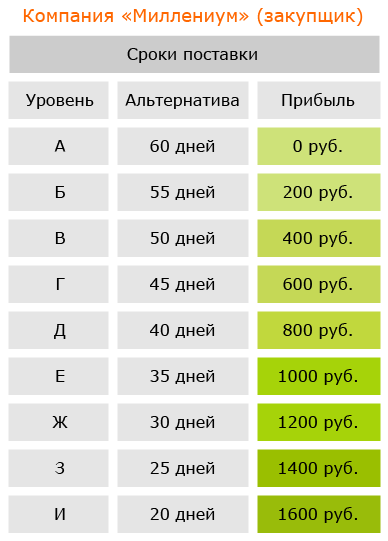 Компания «Миллениум» (закупщик)
Сроки поставки
Уровень Альтернатива Прибыль
А 60 дней 0 руб.
Б 55 дней 200 руб.
В 50 дней 400 руб.
Г 45 дней 600 руб.
Д 40 дней 800 руб.
Е 35 дней 1000 руб.
Ж 30 дней 1200 руб.
З 25 дней 1400 руб.
И 20 дней 1600 руб.